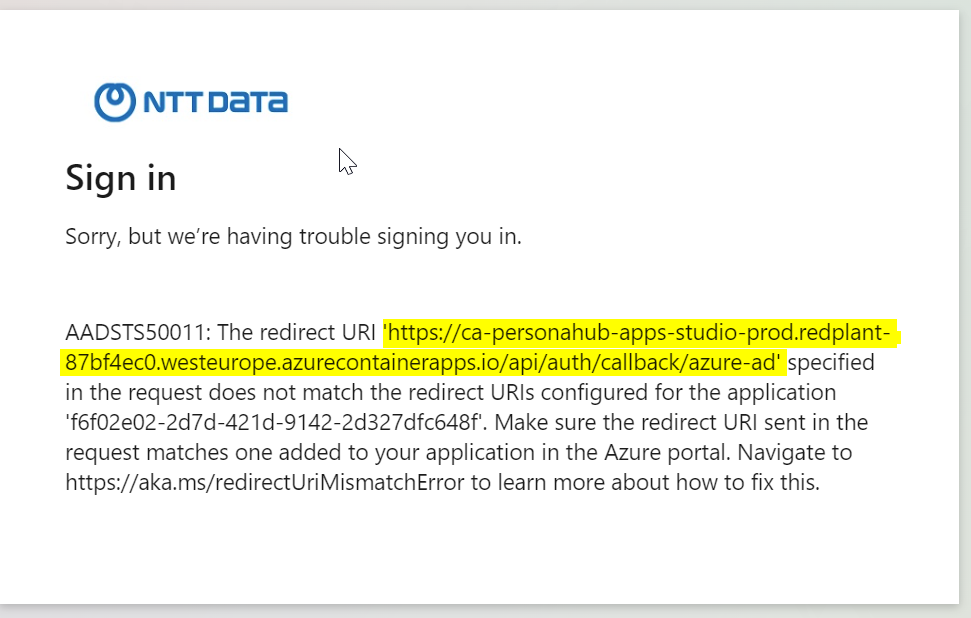 NTT DATA
Sign in
Sorry, but we’re having trouble signing you in.
AADSTS50011: The redirect URI 'https://ca-personahub-apps-studio-prod.redplant-
87bf4ec0.westeurope.azurecontainerapps.io/api/auth/callback/azure-ad' specified
in the request does not match the redirect URIs configured for the application
'f6f02e02-2d7d-421d-9142-2d327dfc648f'. Make sure the redirect URI sent in the
request matches one added to your application in the Azure portal. Navigate to
https://aka.ms/redirectUriMismatchError to learn more about how to fix this.